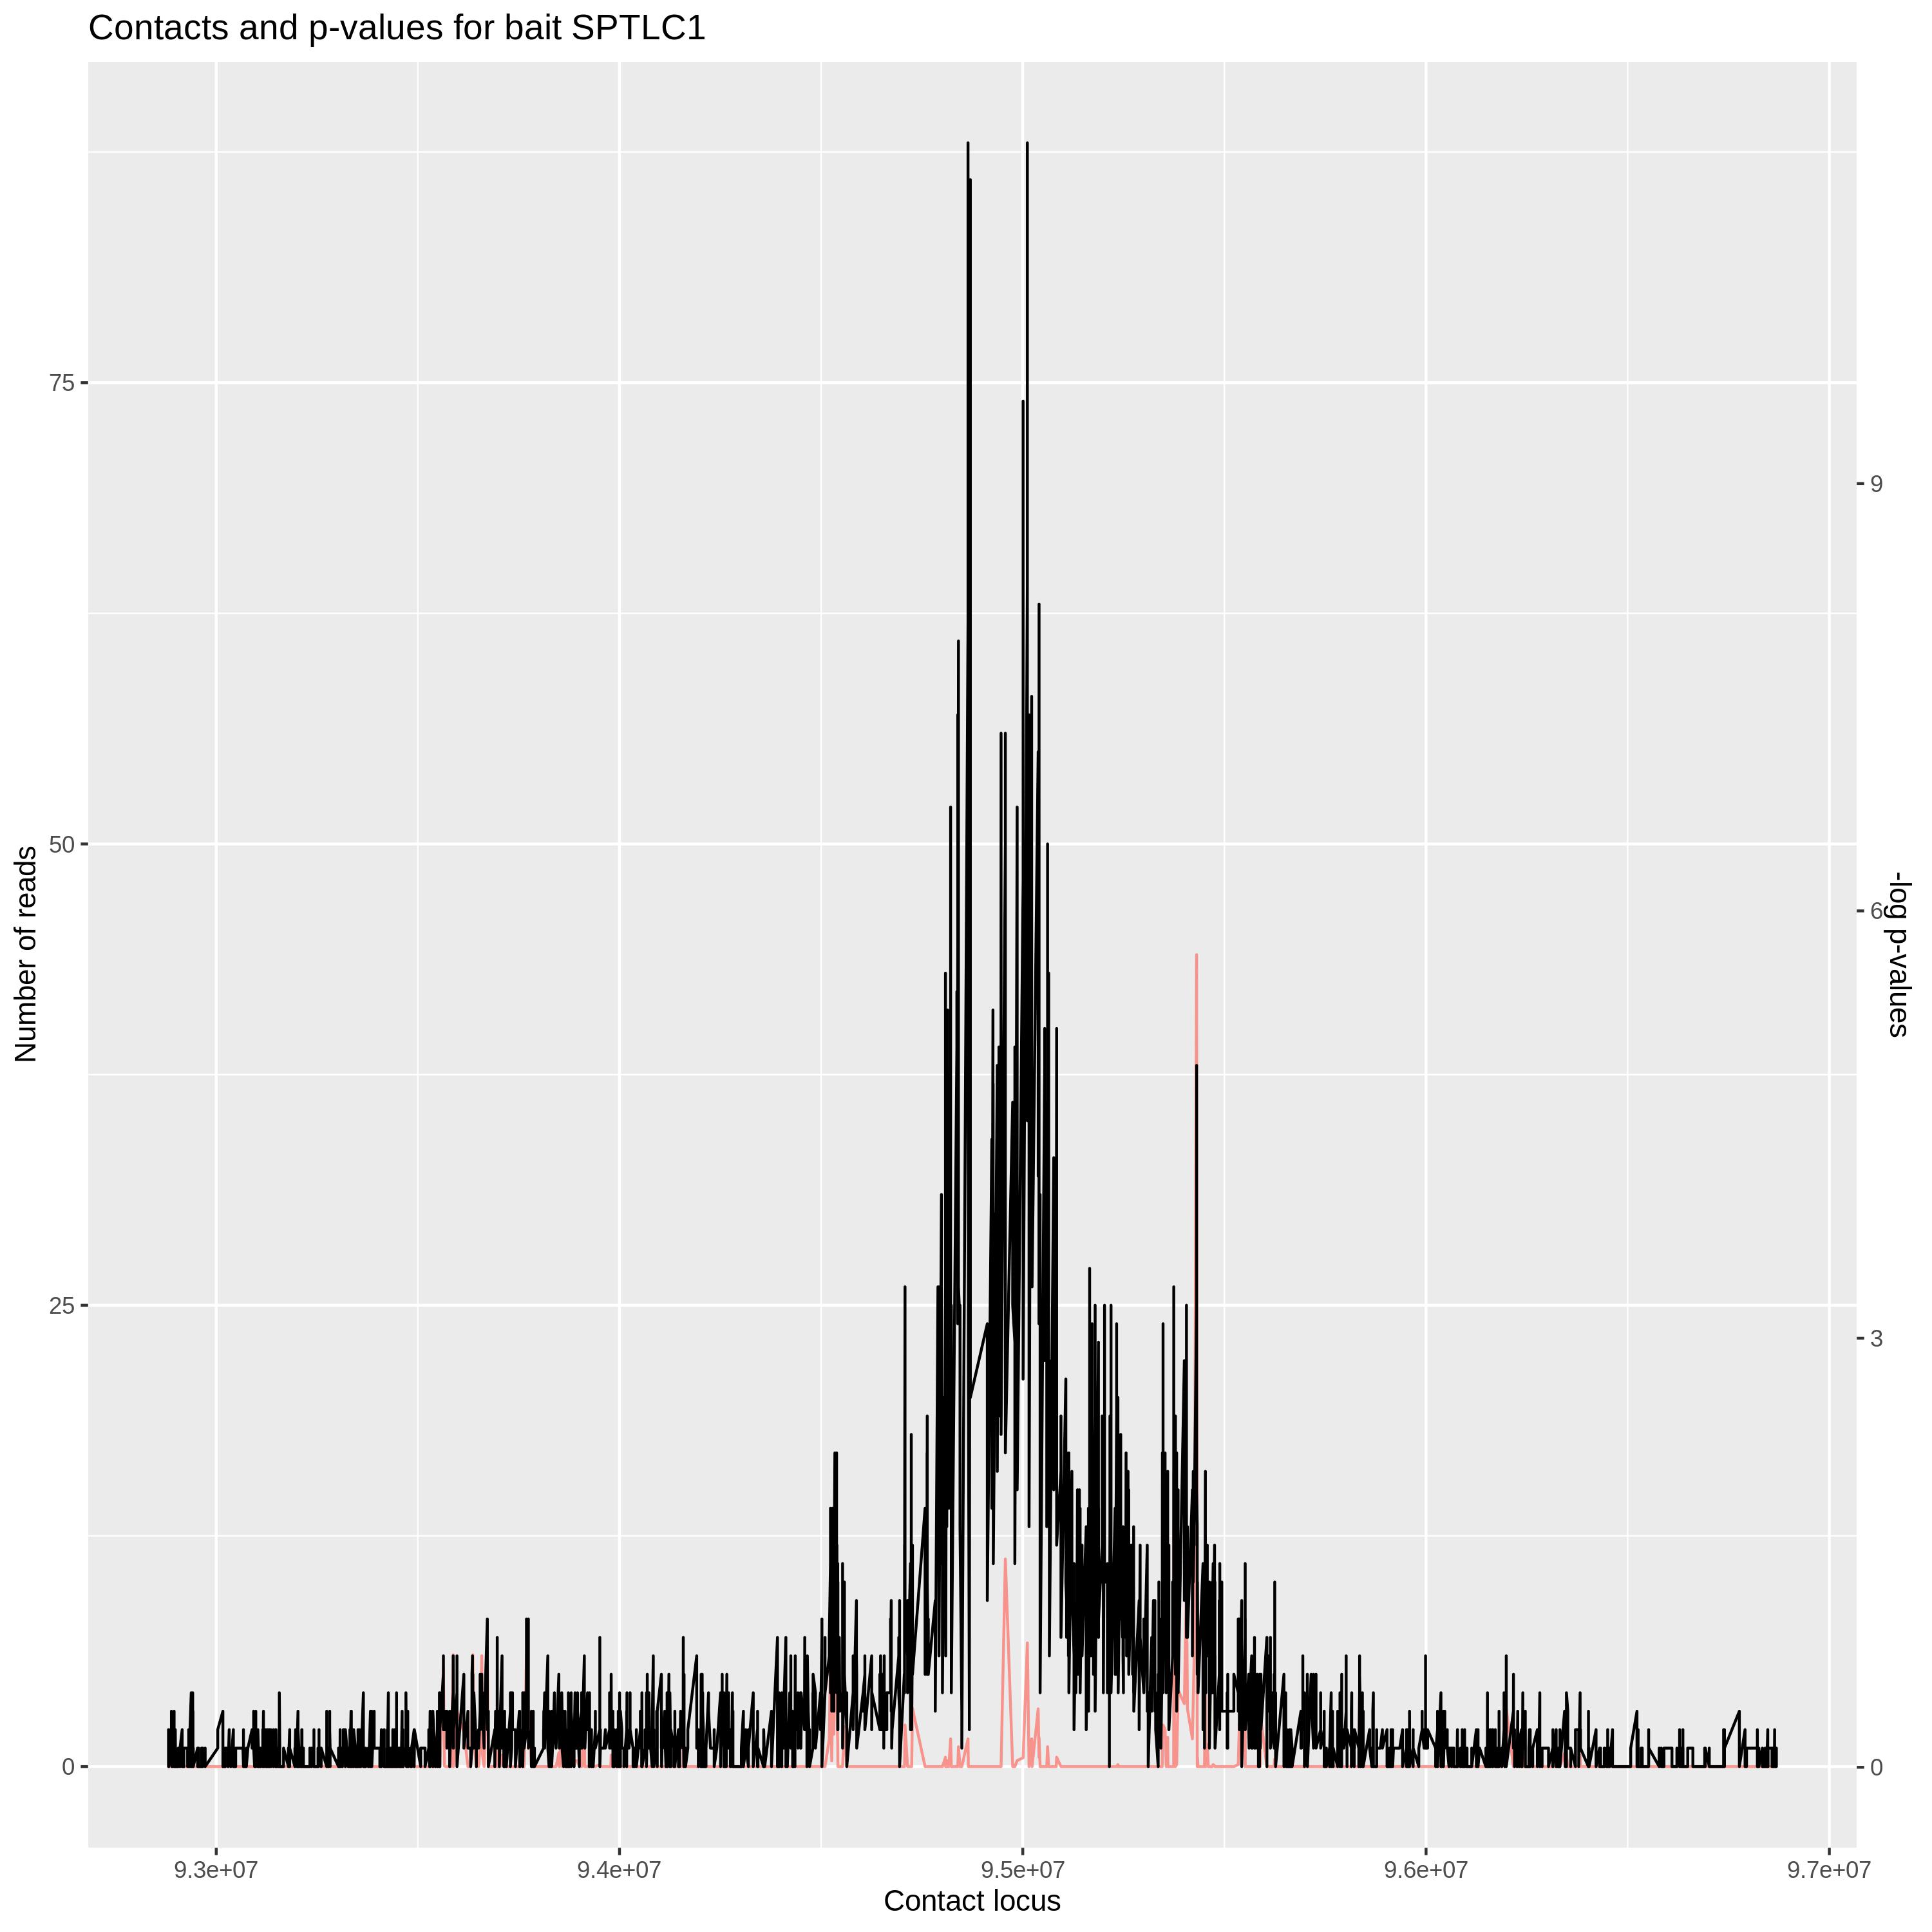 Contacts and p-values for bait SPTLC1
Number of reads
75
50
25
0
9
6
3
0
-log p-values
9.3e+07
9.4e+07
9.5e+07
9.6e+07
9.7e+07
Contact locus